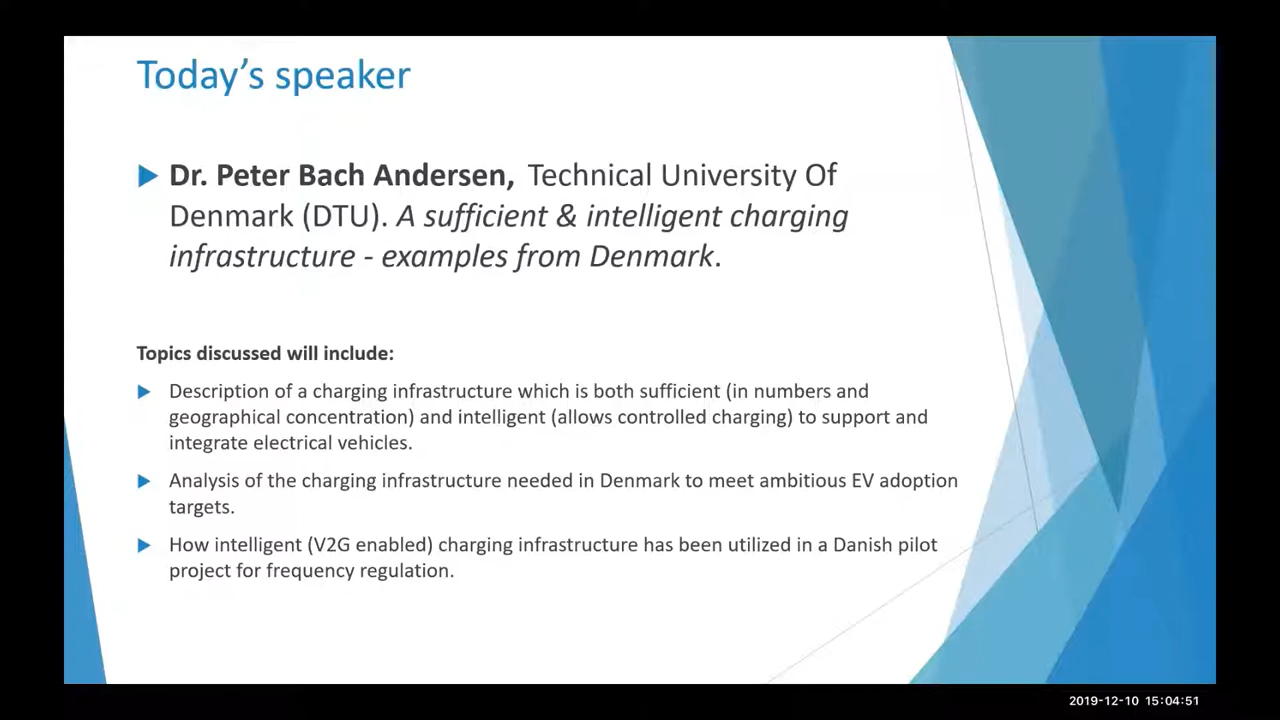 Today's speaker
Dr. Peter Bach Andersen, Technical University Of
Denmark (DTU). A sufficient & intelligent charging
infrastructure - examples from Denmark.
Topics discussed will include:
Description of a charging infrastructure which is both sufficient (in numbers and
geographical concentration) and intelligent (allows controlled charging) to support and
integrate electrical vehicles.
Analysis of the charging infrastructure needed in Denmark to meet ambitious EV adoption
targets.
How intelligent (V2G enabled) charging infrastructure has been utilized in a Danish pilot
project for frequency regulation.
2019-12-10 15:04:51